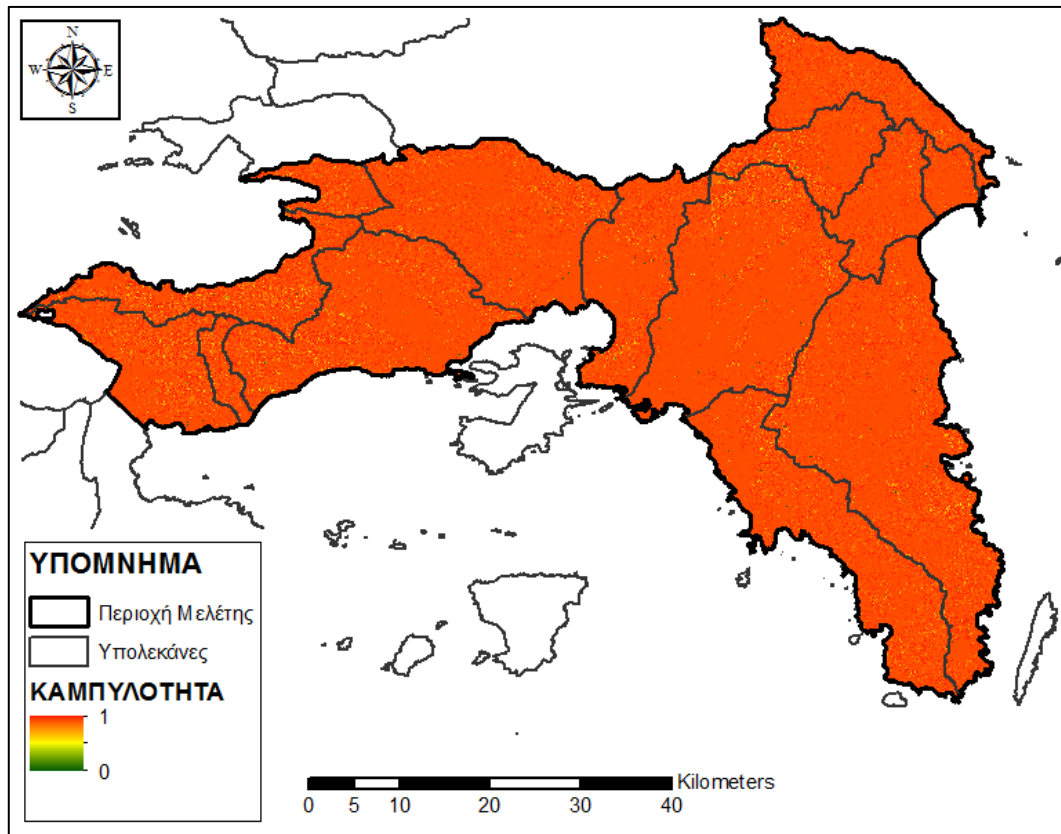 N
W E
S
ΥΠΟΜΝΗΜΑ
Περιοχή Μελέτης
Υπολεκάνες
ΚΑΜΠΥΛΟΤΗΤΑ
1
0
Kilometers
0 5 10 20 30 40